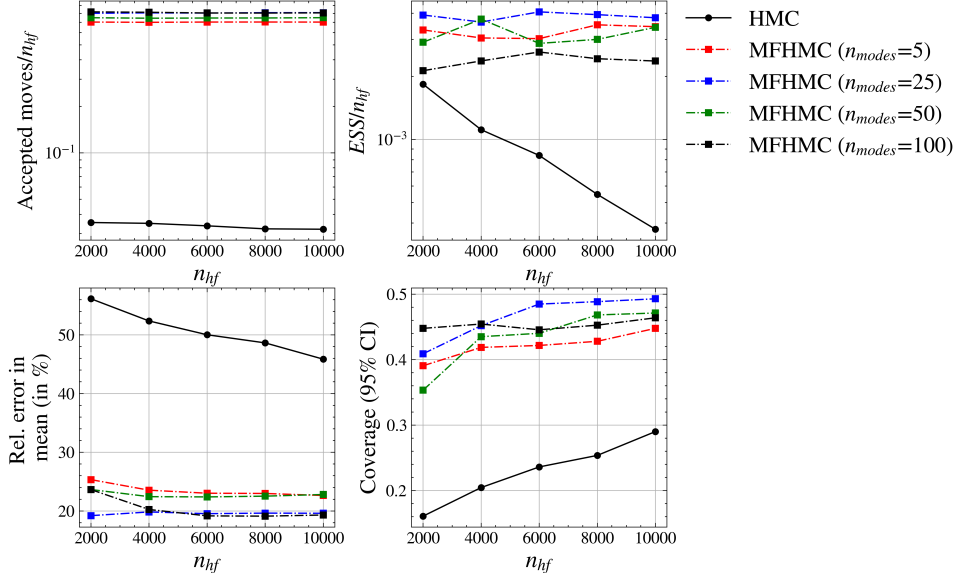 Accepted moves/n_hf
10⁻¹
2000 4000 6000 8000 10000
n_hf
ESS/n_hf
10⁻³
2000 4000 6000 8000 10000
n_hf
HMC
MFHMC (n_modes=5)
MFHMC (n_modes=25)
MFHMC (n_modes=50)
MFHMC (n_modes=100)
Rel. error in
mean (in %)
50
40
30
20
2000 4000 6000 8000 10000
n_hf
Coverage (95% CI)
0.5
0.4
0.3
0.2
2000 4000 6000 8000 10000
n_hf